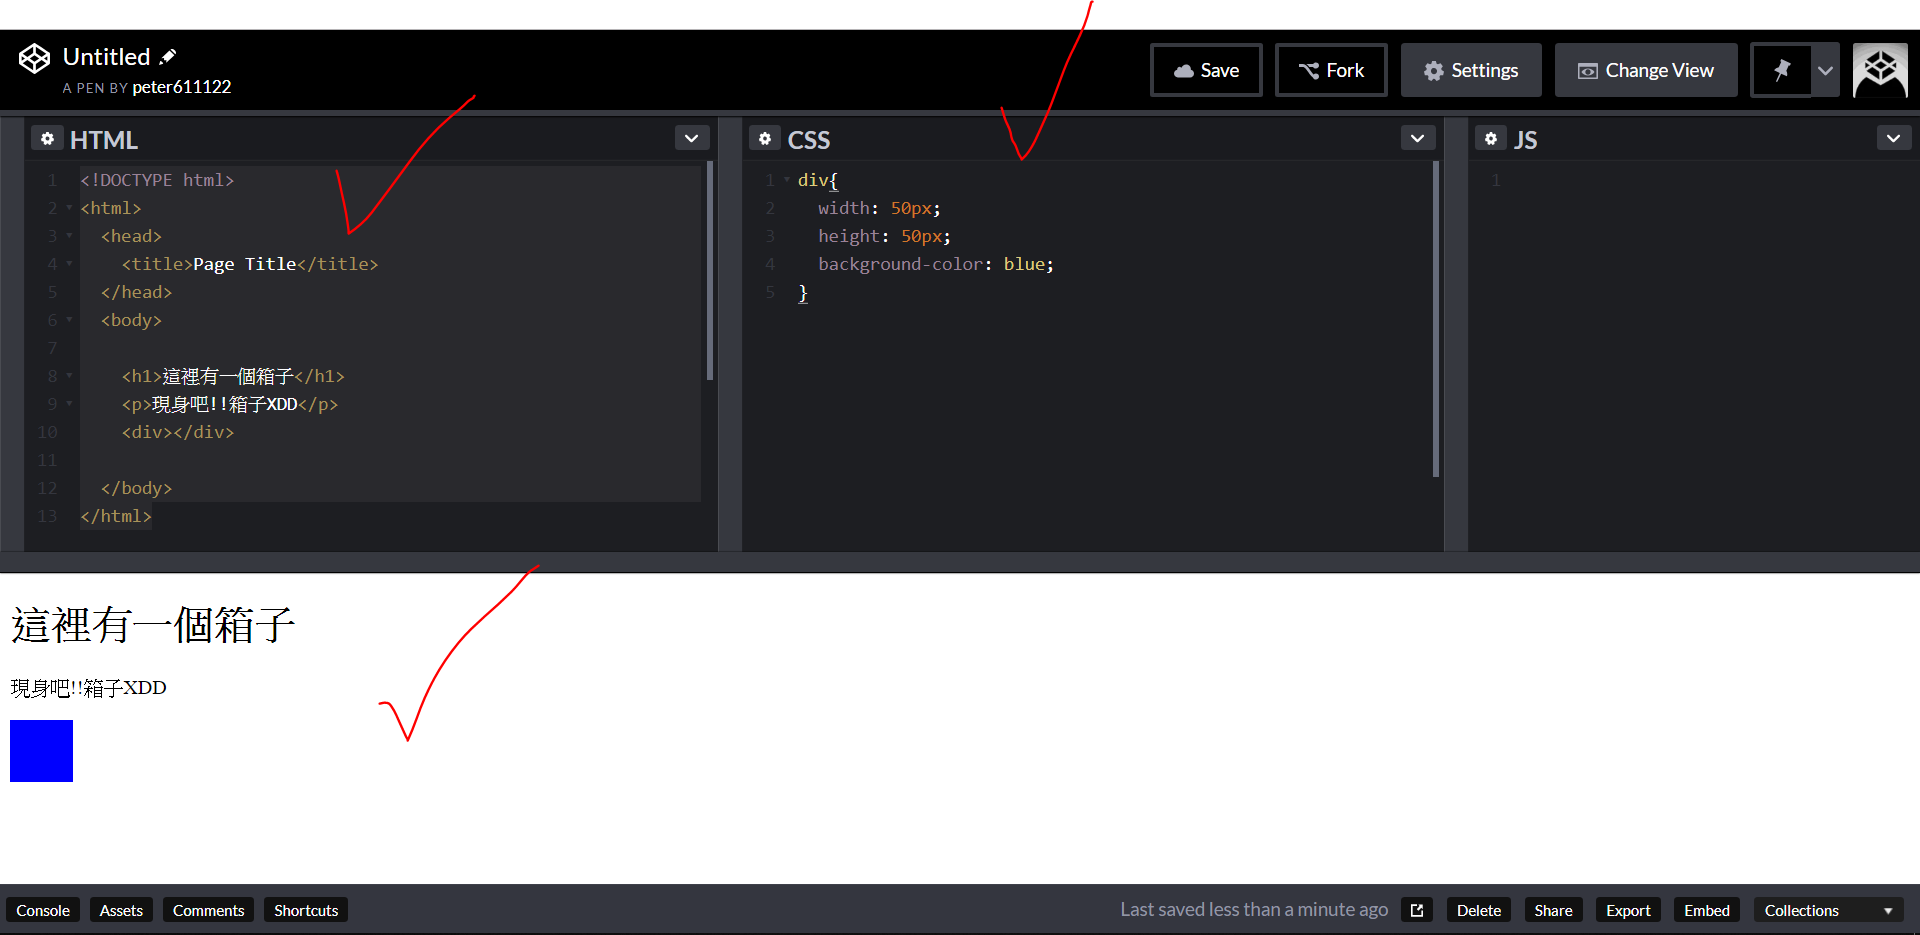 Untitled
A PEN BY peter611122
Save
Fork
Settings
Change View
HTML
1 <!DOCTYPE html>
2 <html>
3 <head>
4 <title>Page Title</title>
5 </head>
6 <body>
7
8 <h1>這裡有一個箱子</h1>
9 <p>現身吧!!箱子XDD</p>
10 <div></div>
11
12 </body>
13 </html>
CSS
1 div{
2 width: 50px;
3 height: 50px;
4 background-color: blue;
5 }
JS
1
這裡有一個箱子
現身吧!!箱子XDD
Console
Assets
Comments
Shortcuts
Last saved less than a minute ago
Delete
Share
Export
Embed
Collections